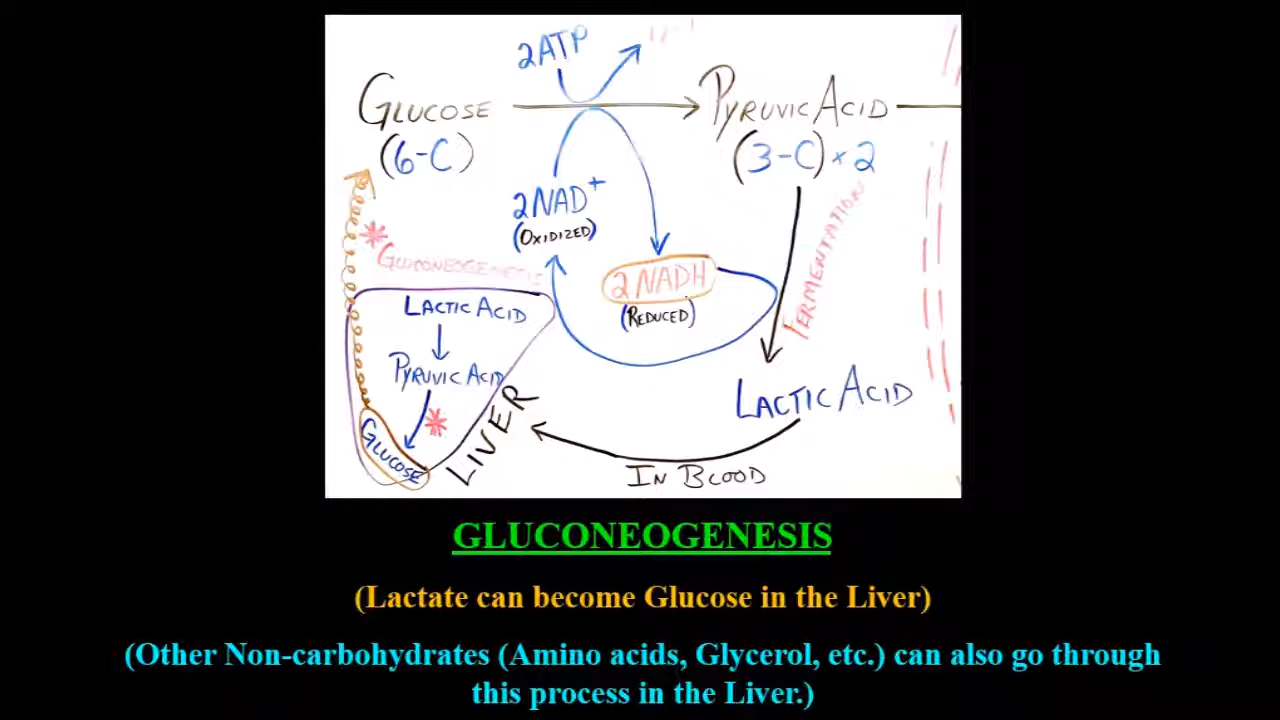 2ATP
GLUCOSE
(6-C)
PYRUVIC ACID
(3-C) × 2
2NAD+
(OXIDIZED)
2NADH
(REDUCED)
FERMENTATION
*GLUCONEOGENESIS
LACTIC ACID
PYRUVIC ACID
*
GLUCOSE
LIVER
LACTIC ACID
IN BLOOD
GLUCONEOGENESIS
(Lactate can become Glucose in the Liver)
(Other Non-carbohydrates (Amino acids, Glycerol, etc.) can also go through
this process in the Liver.)